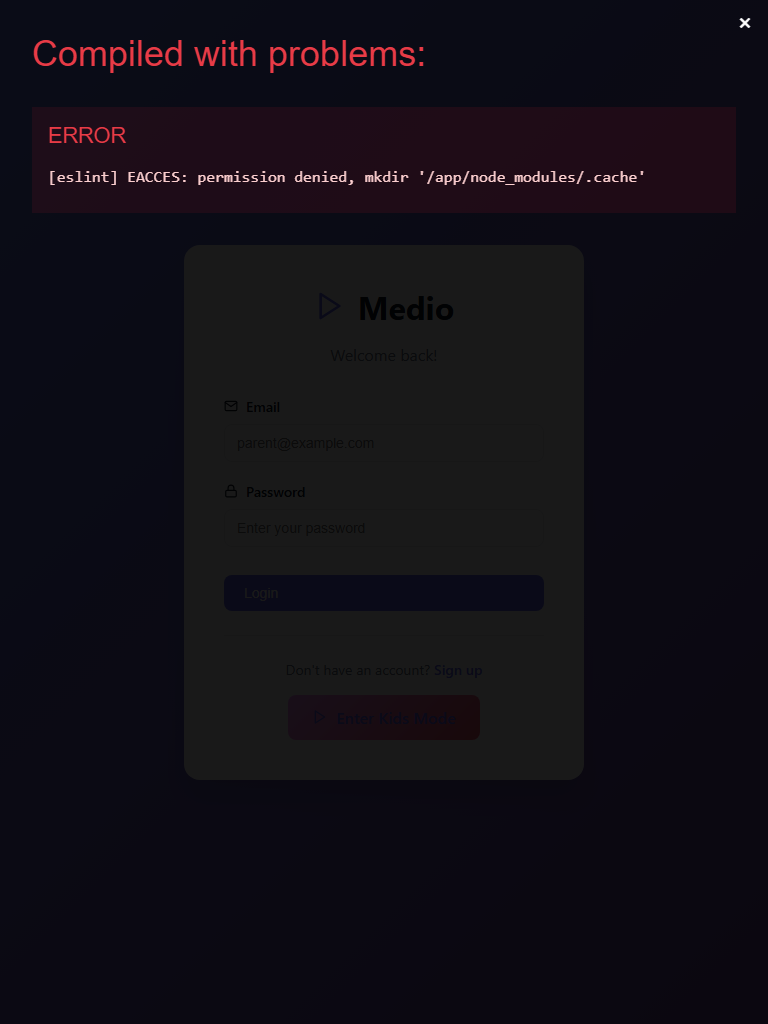 ×
Compiled with problems:
ERROR
[eslint] EACCES: permission denied, mkdir '/app/node_modules/.cache'
Medio
Welcome back!
Email
parent@example.com
Password
Enter your password
Login
Don't have an account? Sign up
Enter Kids Mode